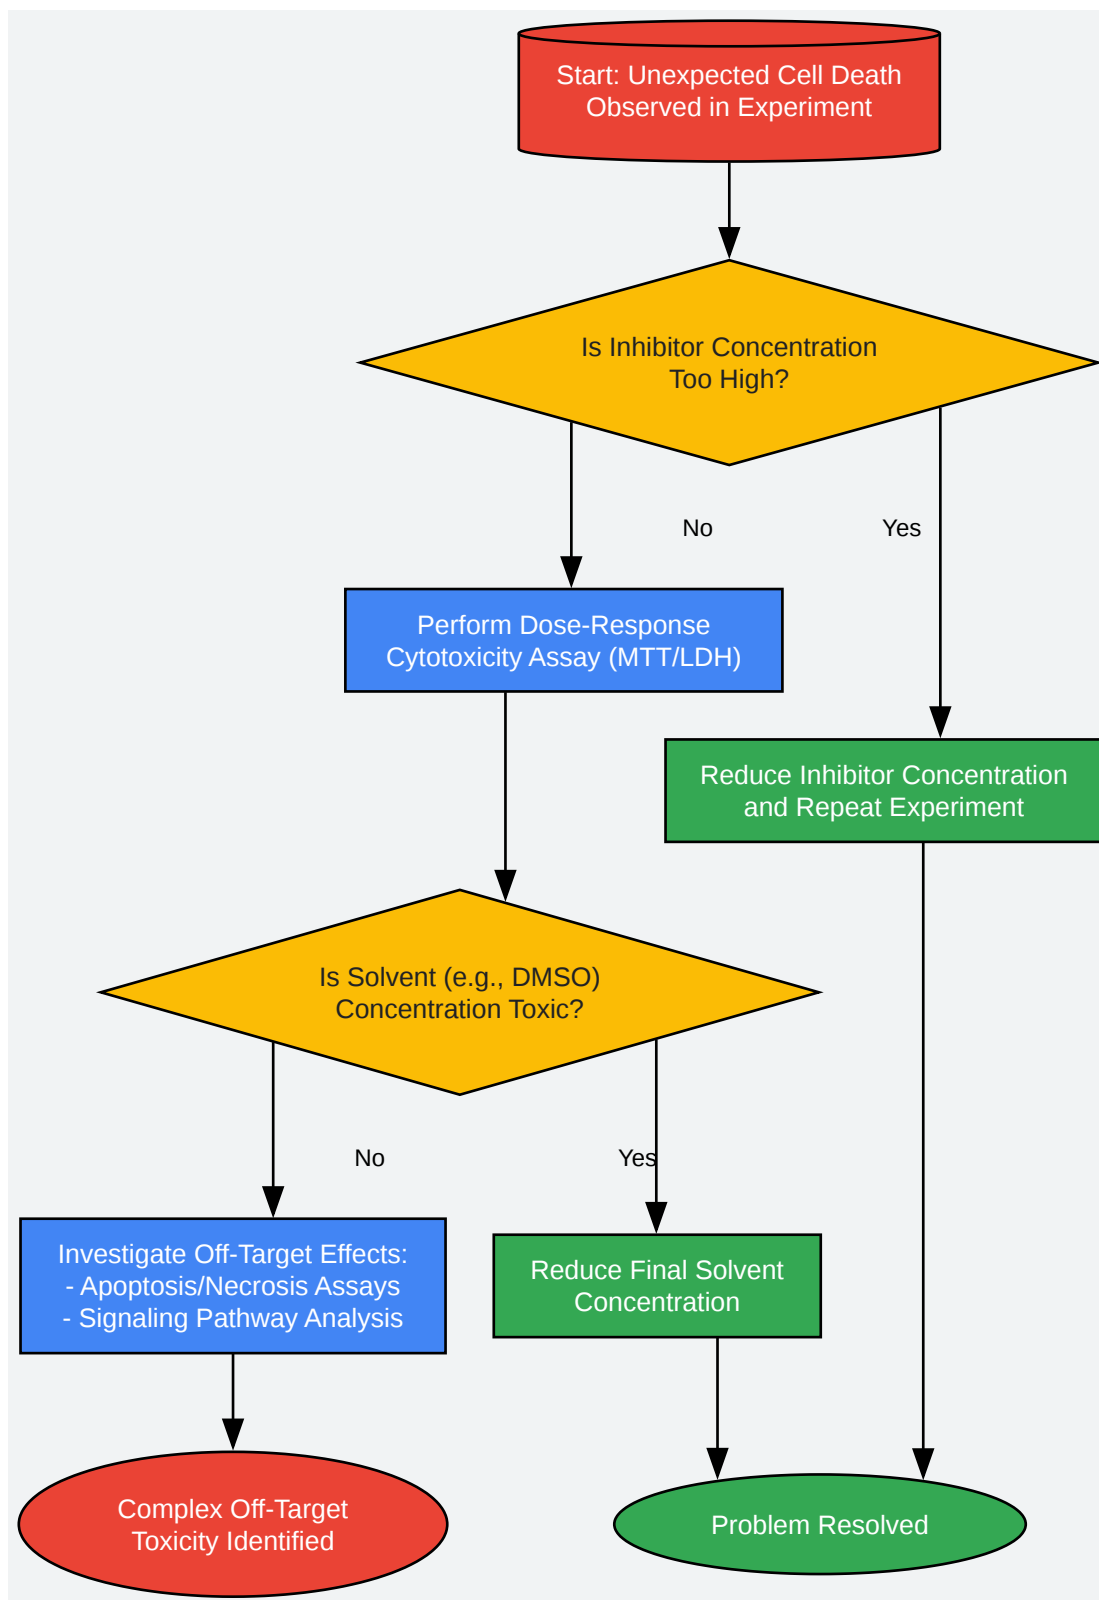 Start: Unexpected Cell Death
Observed in Experiment
Is Inhibitor Concentration
Too High?
No
Yes
Perform Dose-Response
Cytotoxicity Assay (MTT/LDH)
Reduce Inhibitor Concentration
and Repeat Experiment
Is Solvent (e.g., DMSO)
Concentration Toxic?
No
Yes
Investigate Off-Target Effects:
- Apoptosis/Necrosis Assays
- Signaling Pathway Analysis
Reduce Final Solvent
Concentration
Complex Off-Target
Toxicity Identified
Problem Resolved